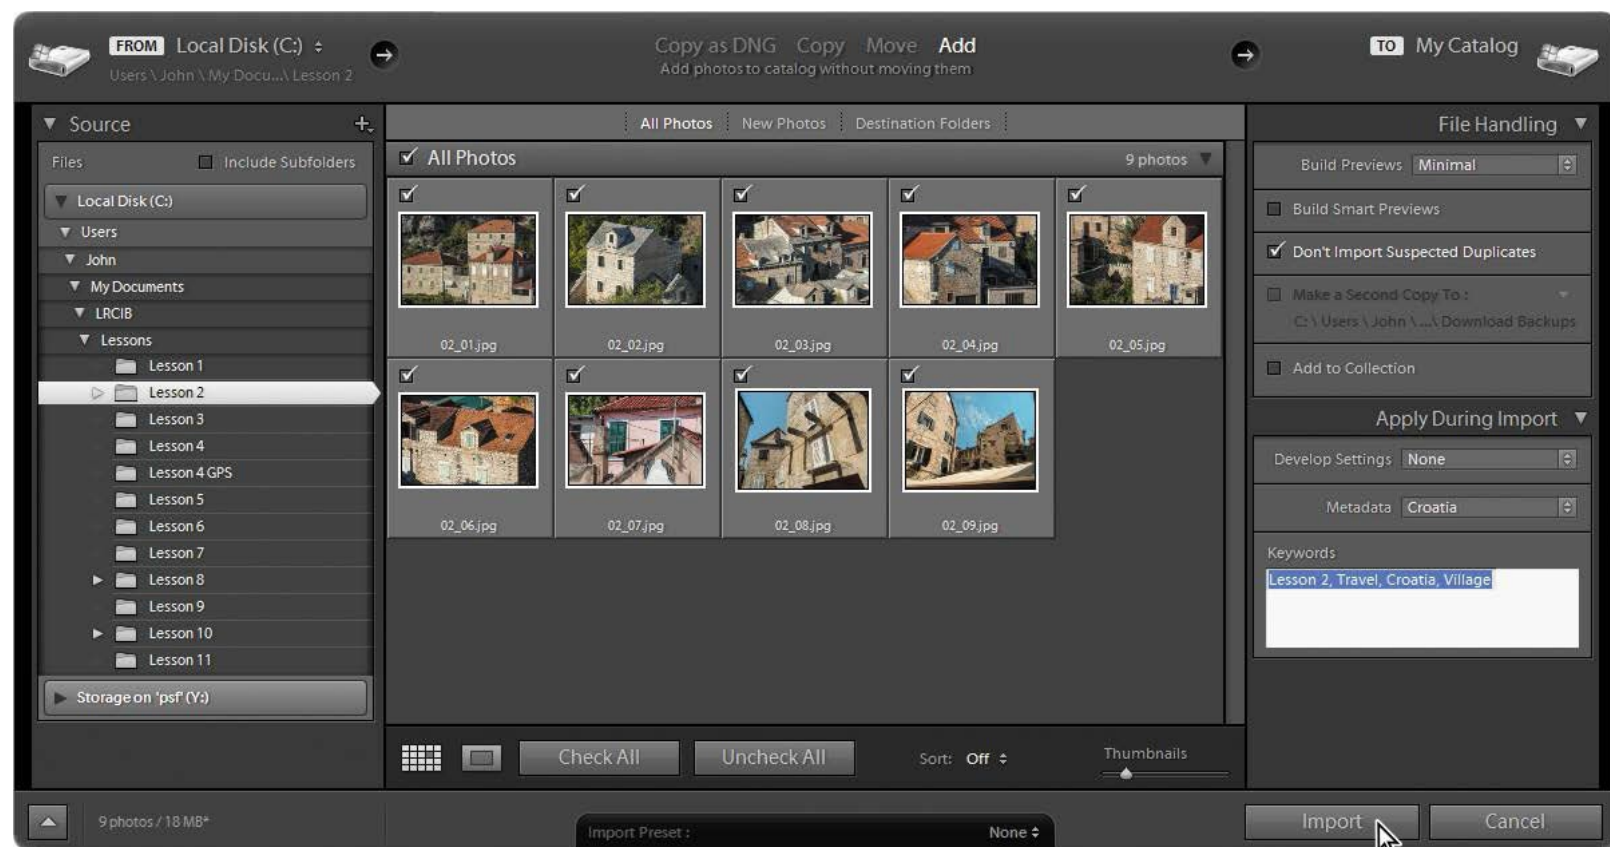 FROM Local Disk (C:)
Users \ John \ My Docu...\ Lesson 2
Copy as DNG Copy Move Add
Add photos to catalog without moving them
TO My Catalog
Source
Files Include Subfolders
Local Disk (C:)
Users
John
My Documents
LRCIB
Lessons
Lesson 1
Lesson 2
Lesson 3
Lesson 4
Lesson 4 GPS
Lesson 5
Lesson 6
Lesson 7
Lesson 8
Lesson 9
Lesson 10
Lesson 11
Storage on 'psf' (Y:)
All Photos New Photos Destination Folders
All Photos 9 photos
02_01.jpg 02_02.jpg 02_03.jpg 02_04.jpg 02_05.jpg
02_06.jpg 02_07.jpg 02_08.jpg 02_09.jpg
Check All Uncheck All Sort: Off Thumbnails
File Handling
Build Previews Minimal
Build Smart Previews
Don't Import Suspected Duplicates
Make a Second Copy To :
C: \ Users \ John \ ...\ Download Backups
Add to Collection
Apply During Import
Develop Settings None
Metadata Croatia
Keywords
Lesson 2, Travel, Croatia, Village
9 photos / 18 MB*
Import Preset : None
Import Cancel